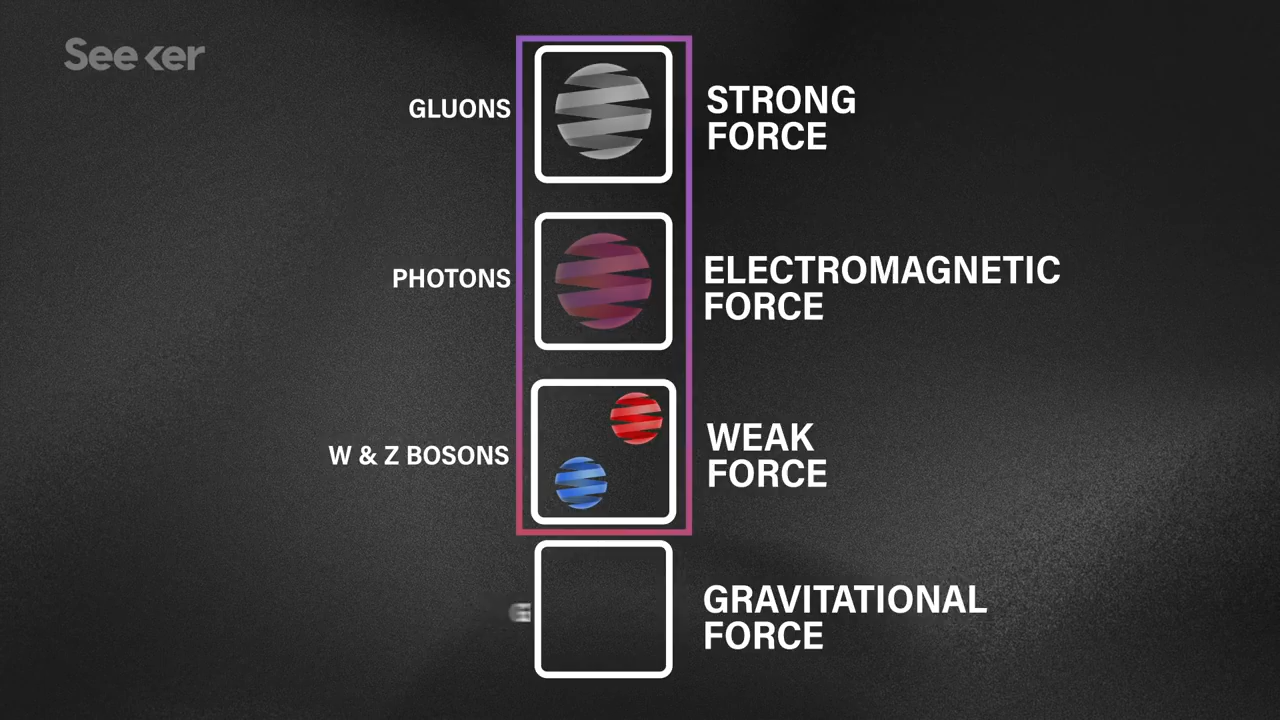 Seeker
GLUONS
STRONG
FORCE
PHOTONS
ELECTROMAGNETIC
FORCE
W & Z BOSONS
WEAK
FORCE
GRAVITATIONAL
FORCE